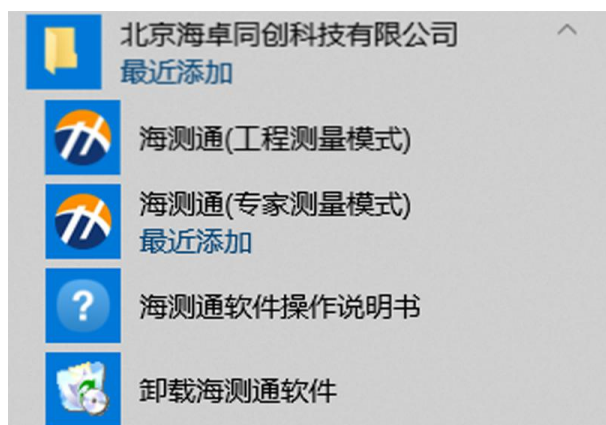 北京海卓同创科技有限公司
最近添加
海测通(工程测量模式)
海测通(专家测量模式)
最近添加
海测通软件操作说明书
卸载海测通软件